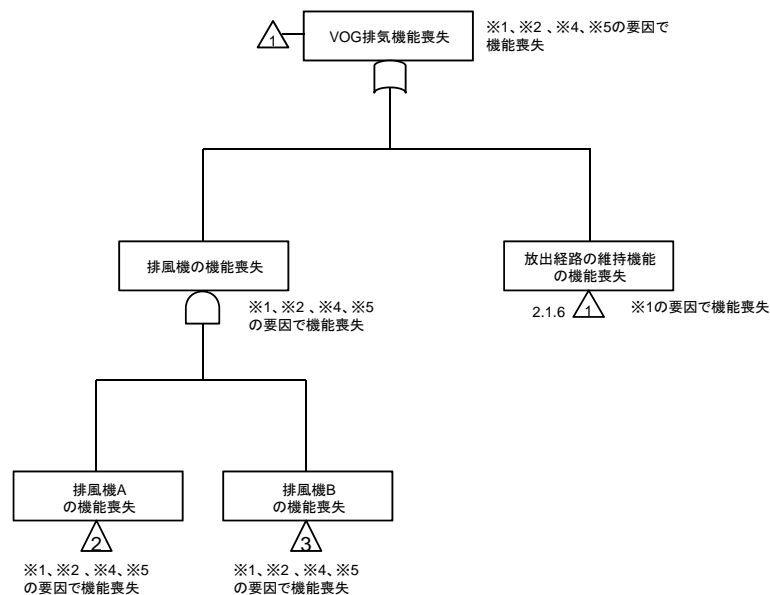 1
VOG排気機能喪失
※1、※2 、※4、※5の要因で
機能喪失
排風機の機能喪失
※1、※2 、※4、※5
の要因で機能喪失
放出経路の維持機能
の機能喪失
2.1.6
1
※1の要因で機能喪失
排風機A
の機能喪失
2
※1、※2 、※4、※5
の要因で機能喪失
排風機B
の機能喪失
3
※1、※2 、※4、※5
の要因で機能喪失